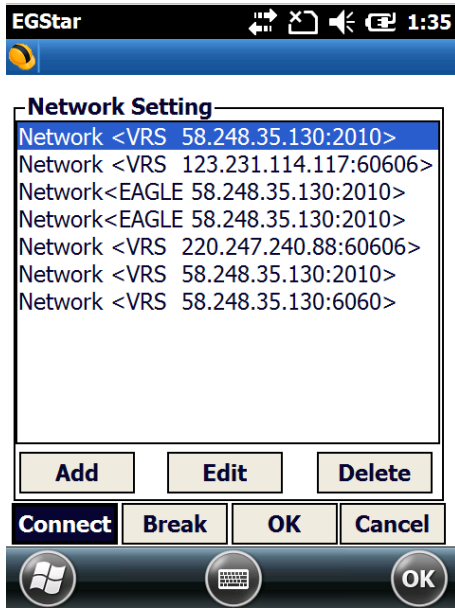 EGStar 1:35
Network Setting
Network <VRS 58.248.35.130:2010>
Network <VRS 123.231.114.117:60606>
Network<EAGLE 58.248.35.130:2010>
Network<EAGLE 58.248.35.130:2010>
Network <VRS 220.247.240.88:60606>
Network <VRS 58.248.35.130:2010>
Network <VRS 58.248.35.130:6060>
Add Edit Delete
Connect Break OK Cancel
OK